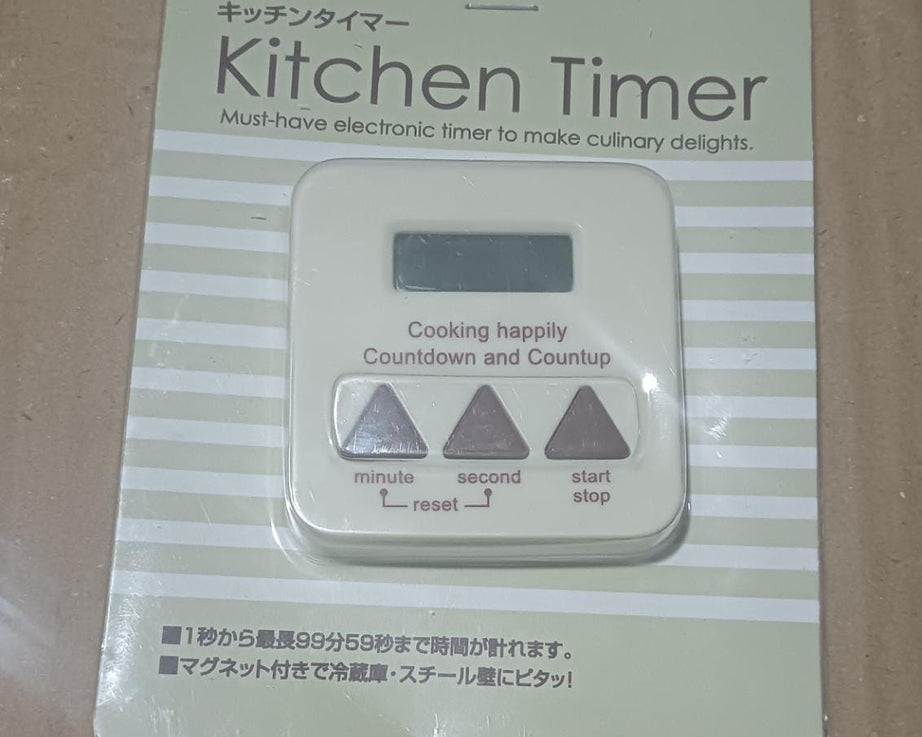 キッチンタイマー
Kitchen Timer
Must-have electronic timer to make culinary delights.
Cooking happily
Countdown and Countup
minute second start
stop
reset
■1秒から最長99分59秒まで時間が計れます。
■マグネット付きで冷蔵庫・スチール壁にピタッ!